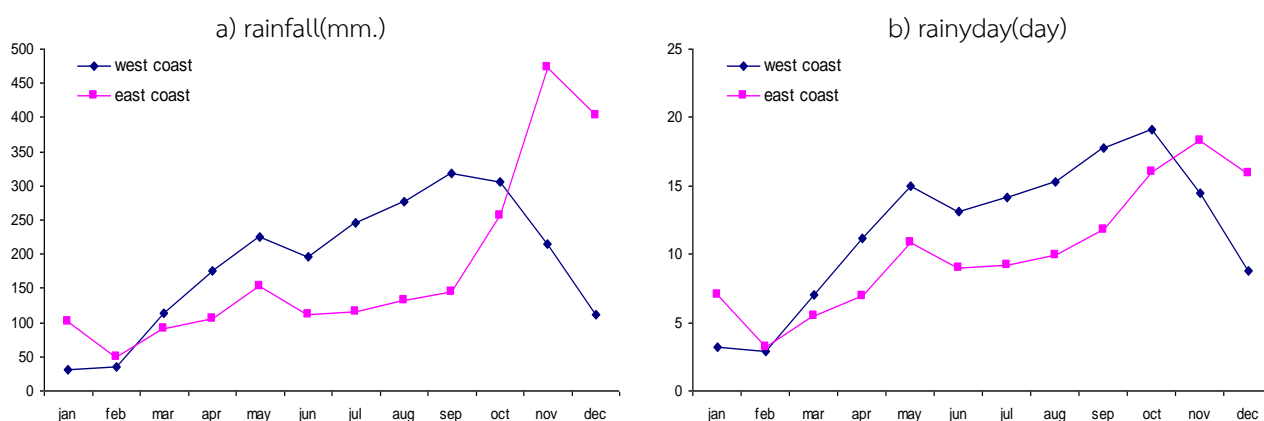 a) rainfall(mm.)
500
450
400
350
300
250
200
150
100
50
0
west coast
east coast
jan feb mar apr may jun jul aug sep oct nov dec
b) rainyday(day)
25
20
15
10
5
0
west coast
east coast
jan feb mar apr may jun jul aug sep oct nov dec